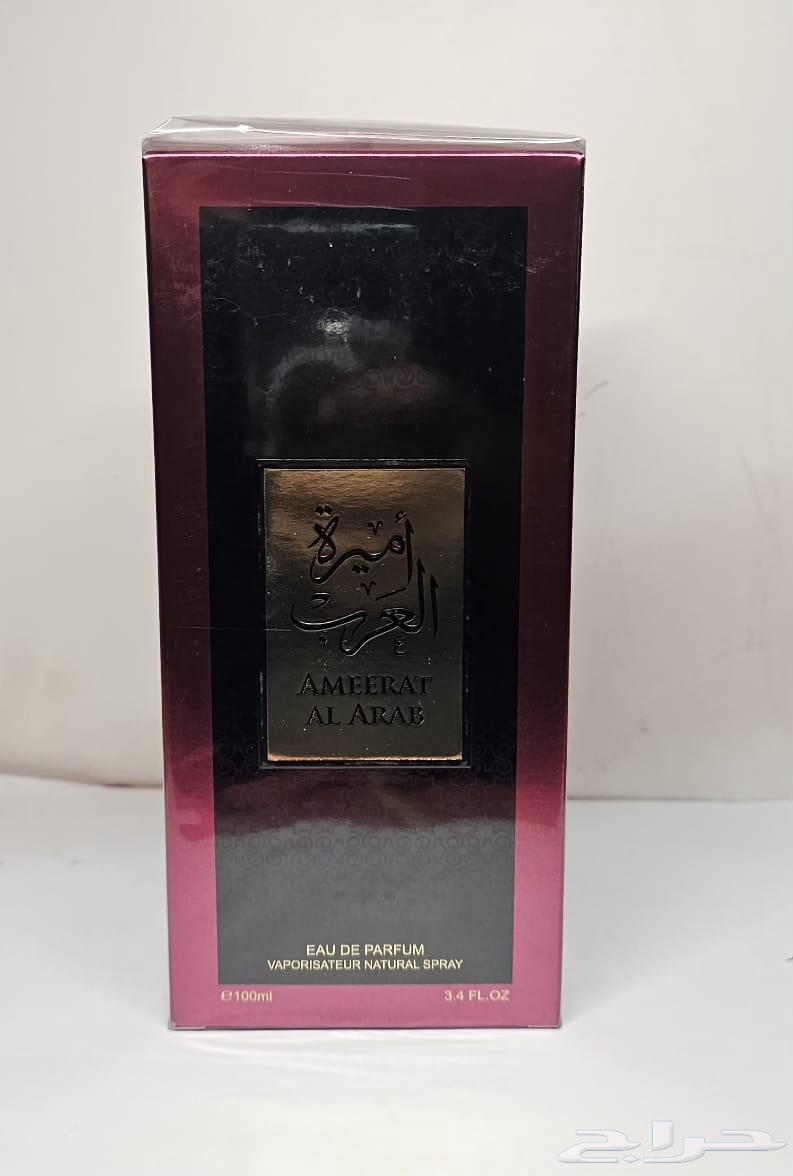 أميرة
العرب
AMEERAT
AL ARAB
EAU DE PARFUM
VAPORISATEUR NATURAL SPRAY
℮100ml 3.4 FL.OZ
حراج